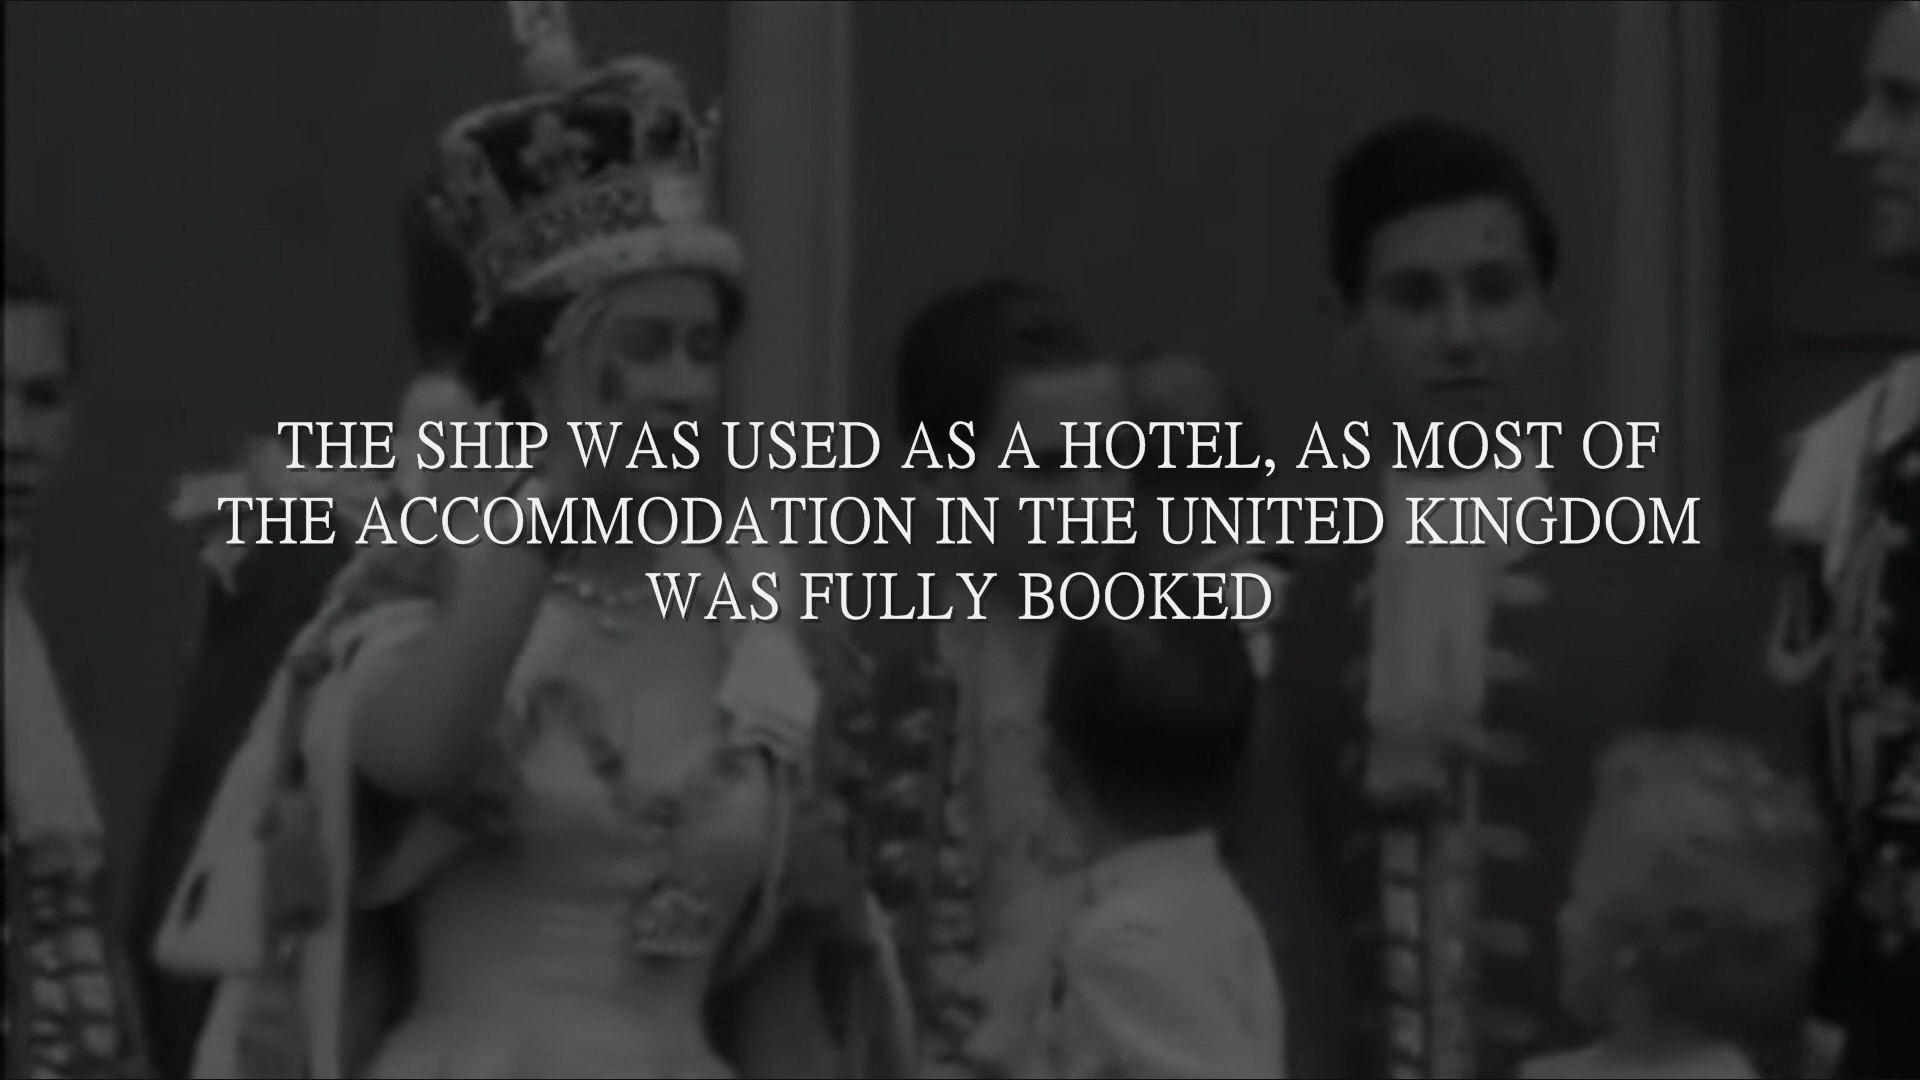 THE SHIP WAS USED AS A HOTEL, AS MOST OF
THE ACCOMMODATION IN THE UNITED KINGDOM
WAS FULLY BOOKED